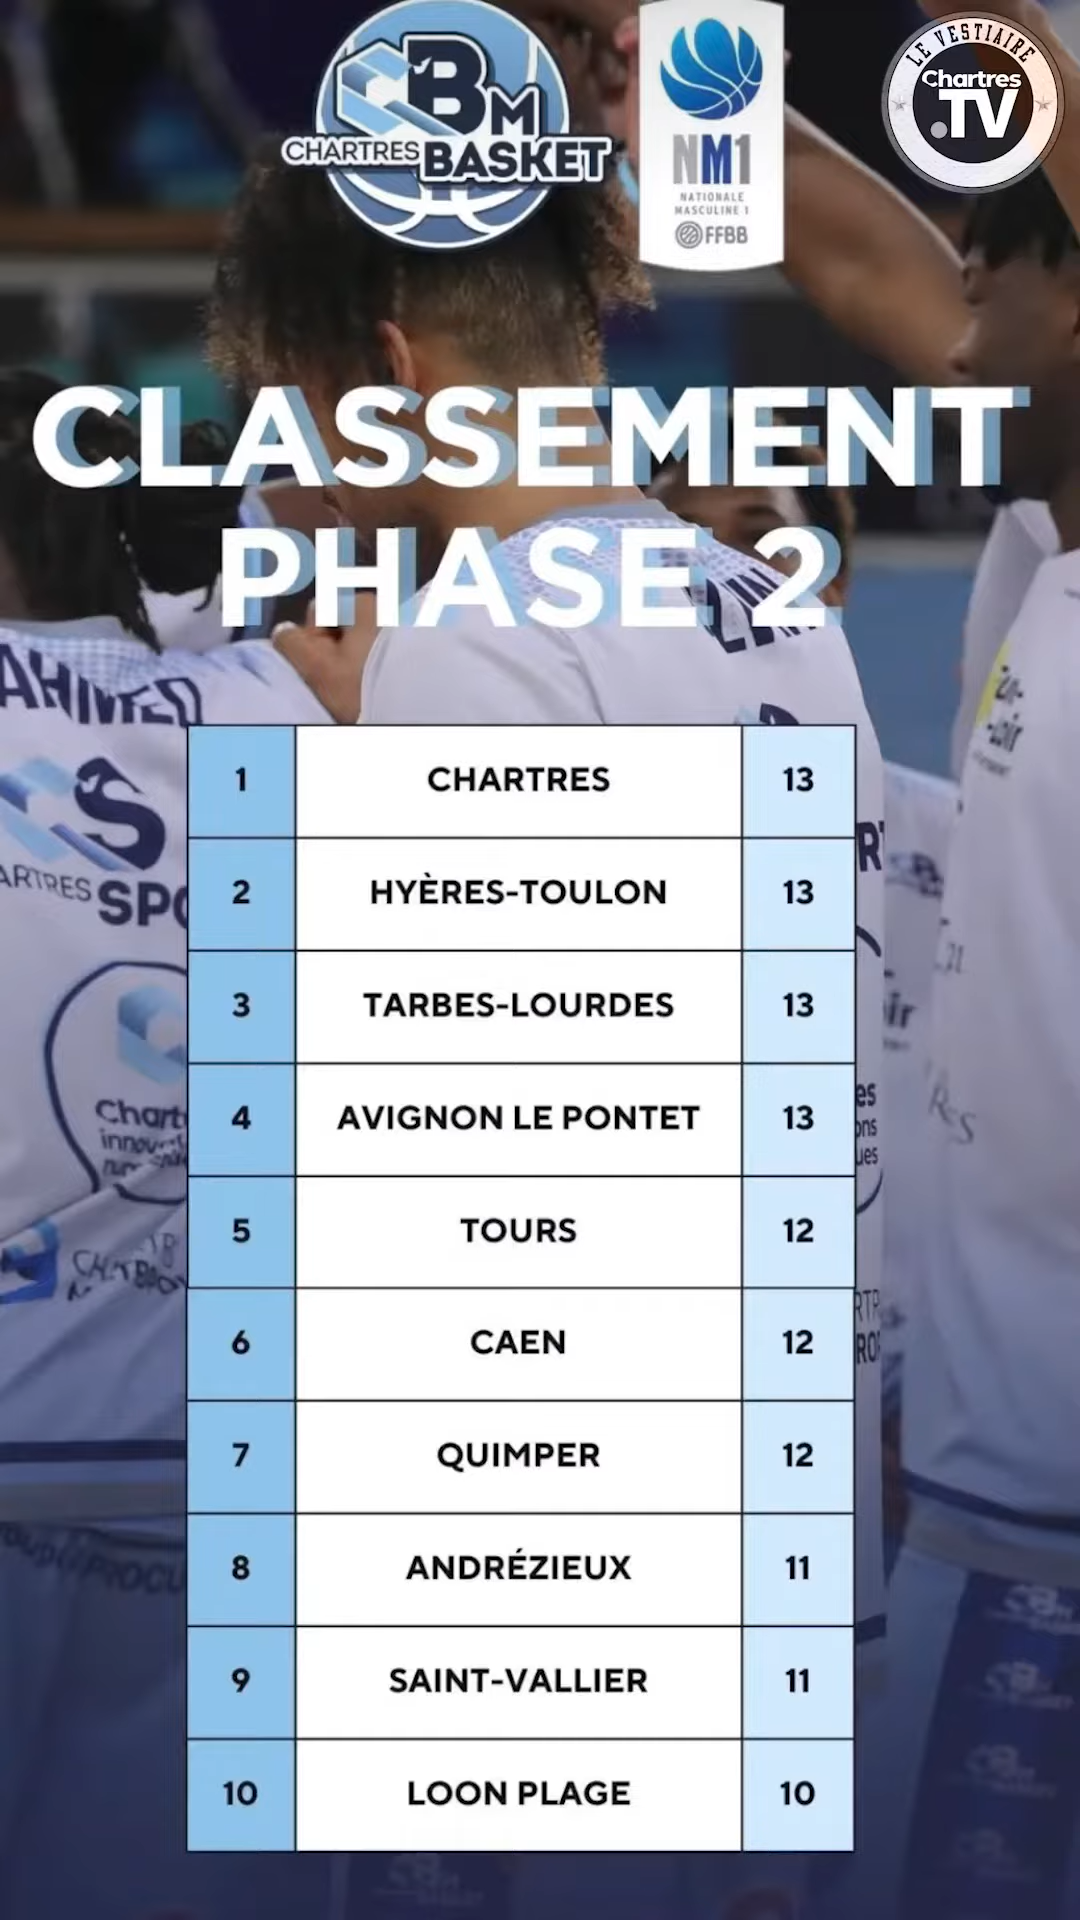 CBM
CHARTRES BASKET
NM1
NATIONALE
MASCULINE 1
FFBB
LE VESTIAIRE
Chartres
.TV
CLASSEMENT
PHASE 2
AHMED
1 CHARTRES 13
2 HYÈRES-TOULON 13
3 TARBES-LOURDES 13
4 AVIGNON LE PONTET 13
5 TOURS 12
6 CAEN 12
7 QUIMPER 12
8 ANDRÉZIEUX 11
9 SAINT-VALLIER 11
10 LOON PLAGE 10